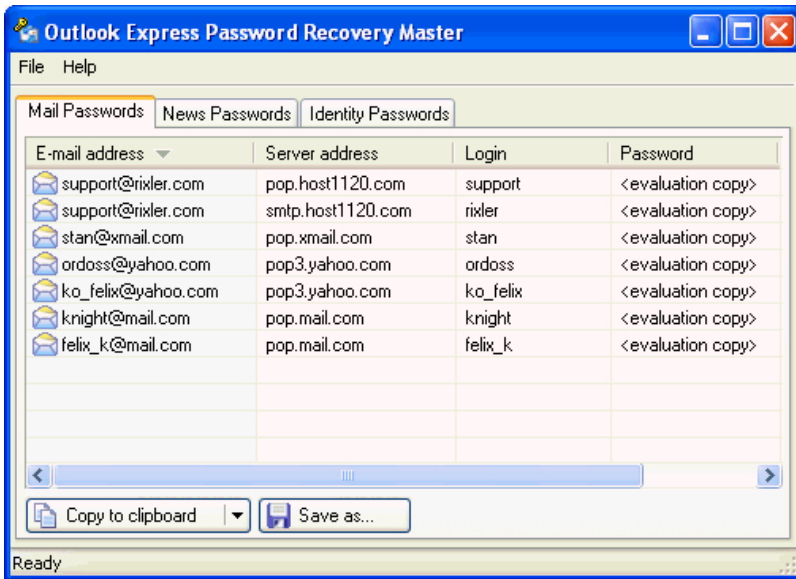 Outlook Express Password Recovery Master
File Help
Mail Passwords News Passwords Identity Passwords
E-mail address Server address Login Password
support@rixler.com pop.host1120.com support <evaluation copy>
support@rixler.com smtp.host1120.com rixler <evaluation copy>
stan@xmail.com pop.xmail.com stan <evaluation copy>
ordoss@yahoo.com pop3.yahoo.com ordoss <evaluation copy>
ko_felix@yahoo.com pop3.yahoo.com ko_felix <evaluation copy>
knight@mail.com pop.mail.com knight <evaluation copy>
felix_k@mail.com pop.mail.com felix_k <evaluation copy>
Copy to clipboard Save as...
Ready